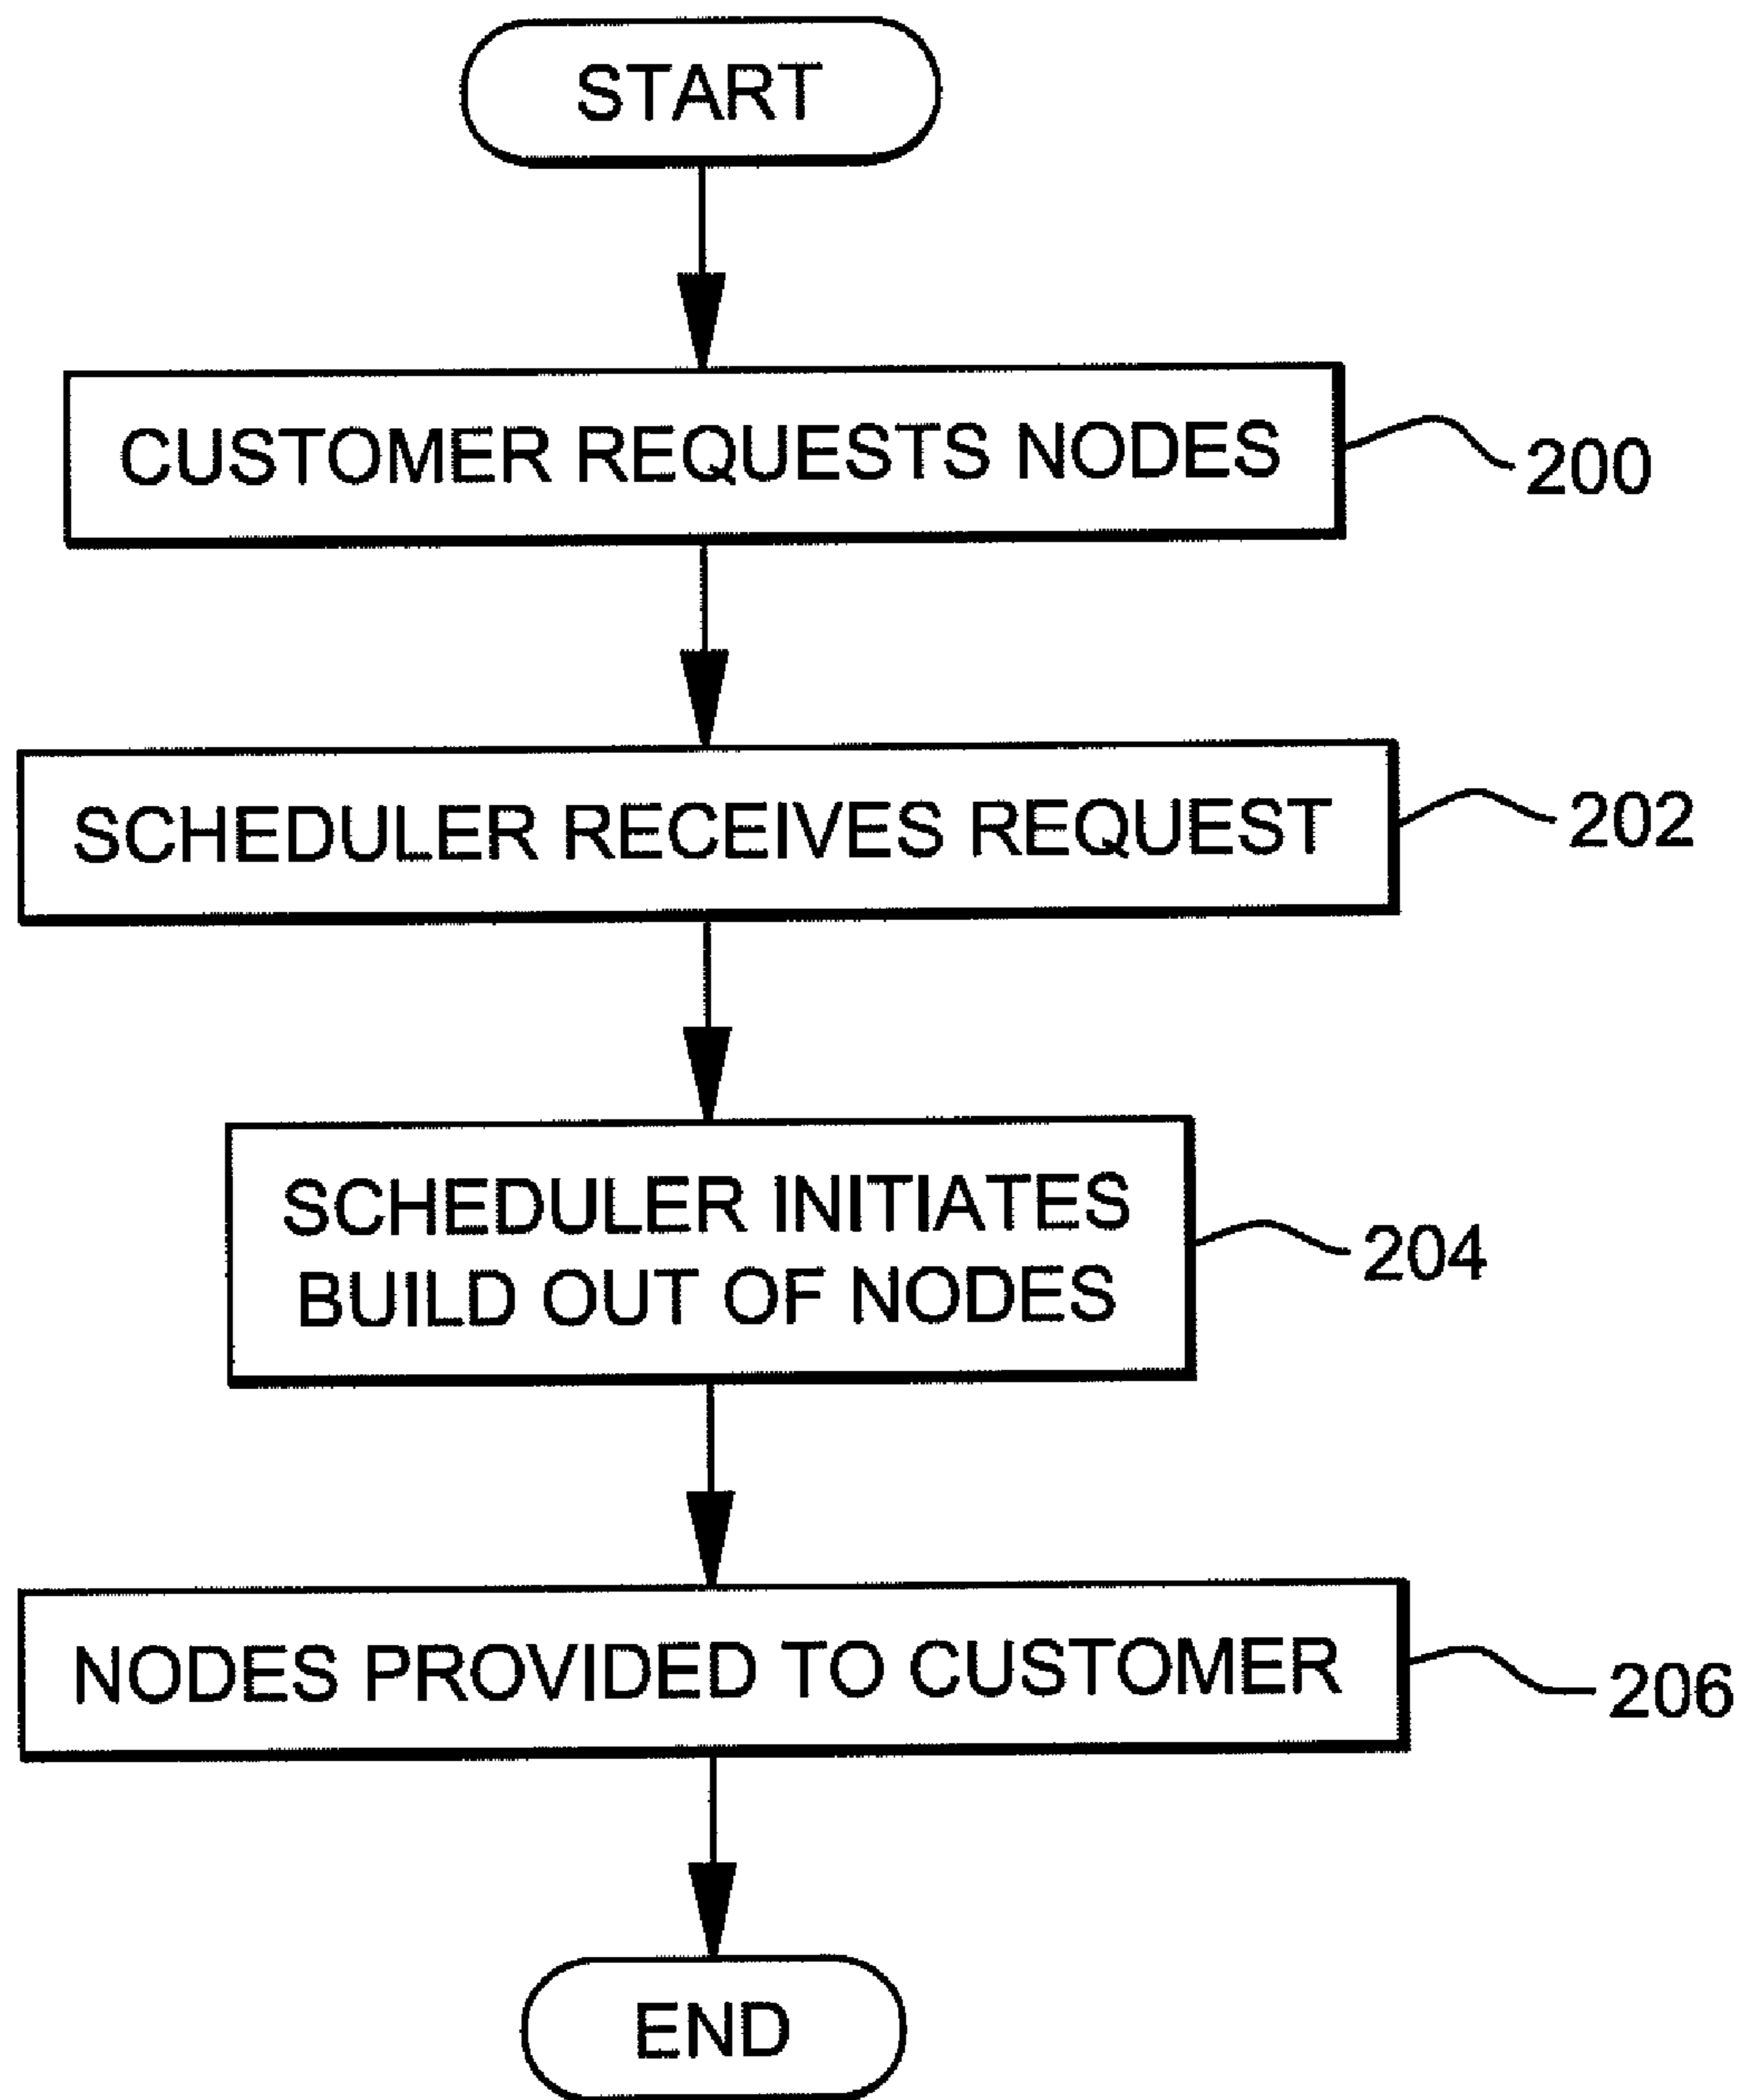 START
CUSTOMER REQUESTS NODES
200
SCHEDULER RECEIVES REQUEST
202
SCHEDULER INITIATES
BUILD OUT OF NODES
204
NODES PROVIDED TO CUSTOMER
206
END